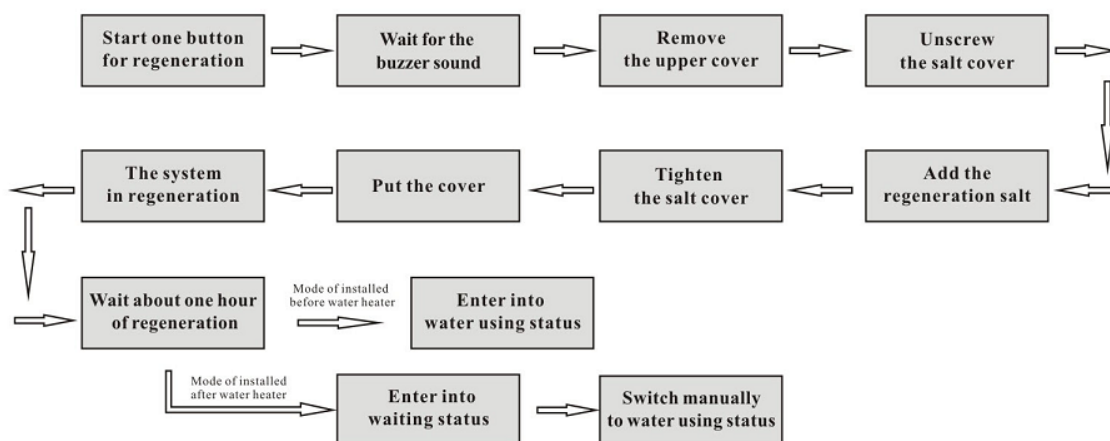 Start one button
for regeneration
Wait for the
buzzer sound
Remove
the upper cover
Unscrew
the salt cover
Add the
regeneration salt
Tighten
the salt cover
Put the cover
The system
in regeneration
Wait about one hour
of regeneration
Mode of installed
before water heater
Enter into
water using status
Mode of installed
after water heater
Enter into
waiting status
Switch manually
to water using status